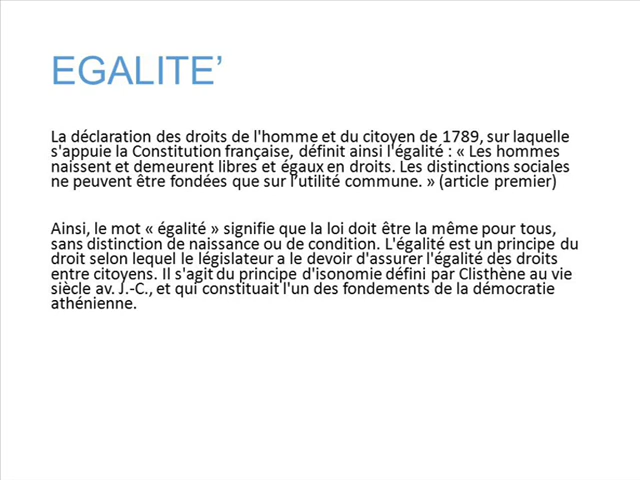 EGALITE’
La déclaration des droits de l'homme et du citoyen de 1789, sur laquelle
s'appuie la Constitution française, définit ainsi l'égalité : « Les hommes
naissent et demeurent libres et égaux en droits. Les distinctions sociales
ne peuvent être fondées que sur l’utilité commune. » (article premier)
Ainsi, le mot « égalité » signifie que la loi doit être la même pour tous,
sans distinction de naissance ou de condition. L'égalité est un principe du
droit selon lequel le législateur a le devoir d'assurer l'égalité des droits
entre citoyens. Il s'agit du principe d'isonomie défini par Clisthène au vie
siècle av. J.-C., et qui constituait l'un des fondements de la démocratie
athénienne.